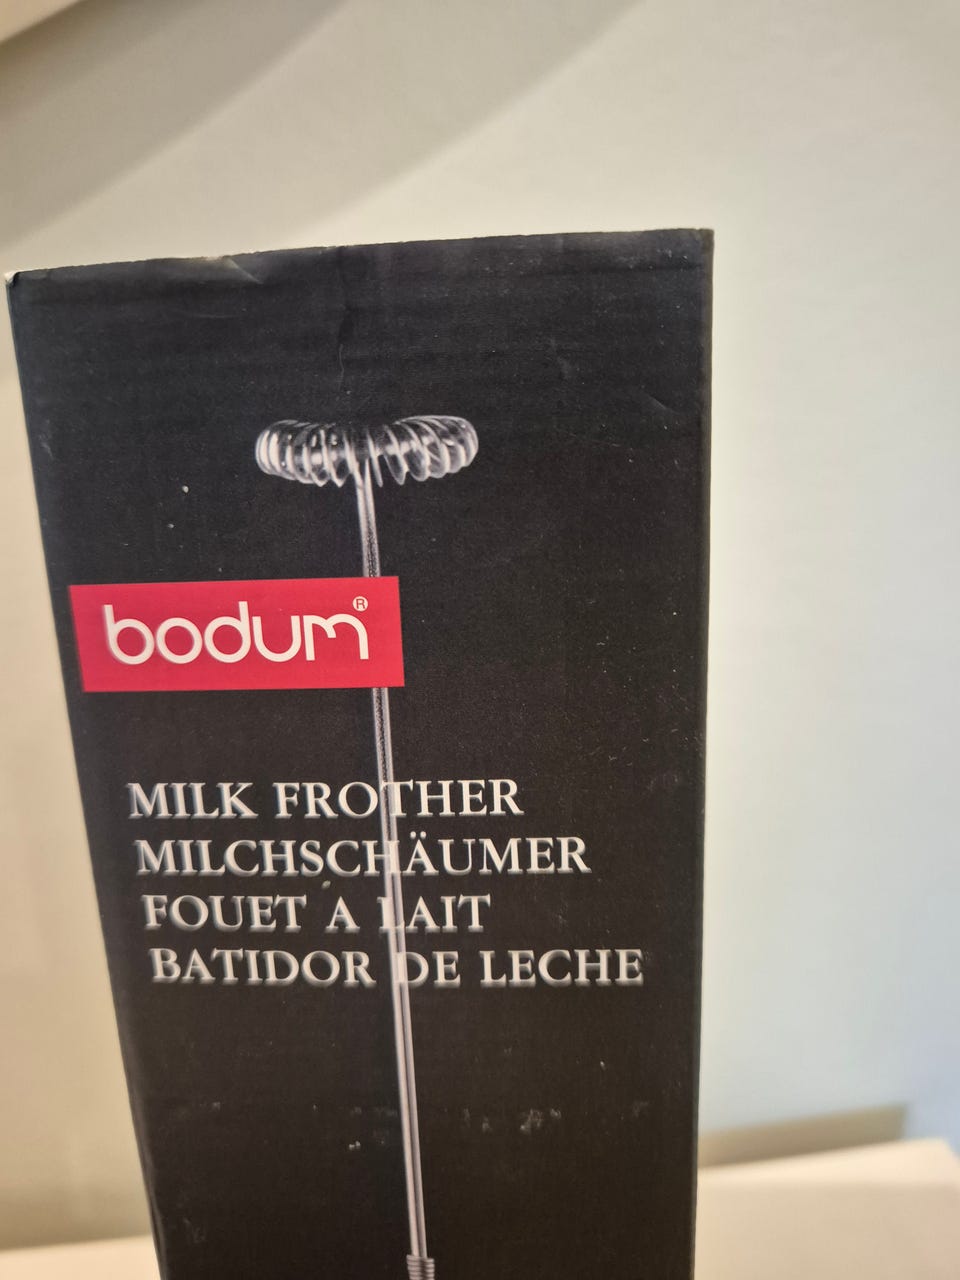 bodum®
MILK FROTHER
MILCHSCHÄUMER
FOUET A LAIT
BATIDOR DE LECHE